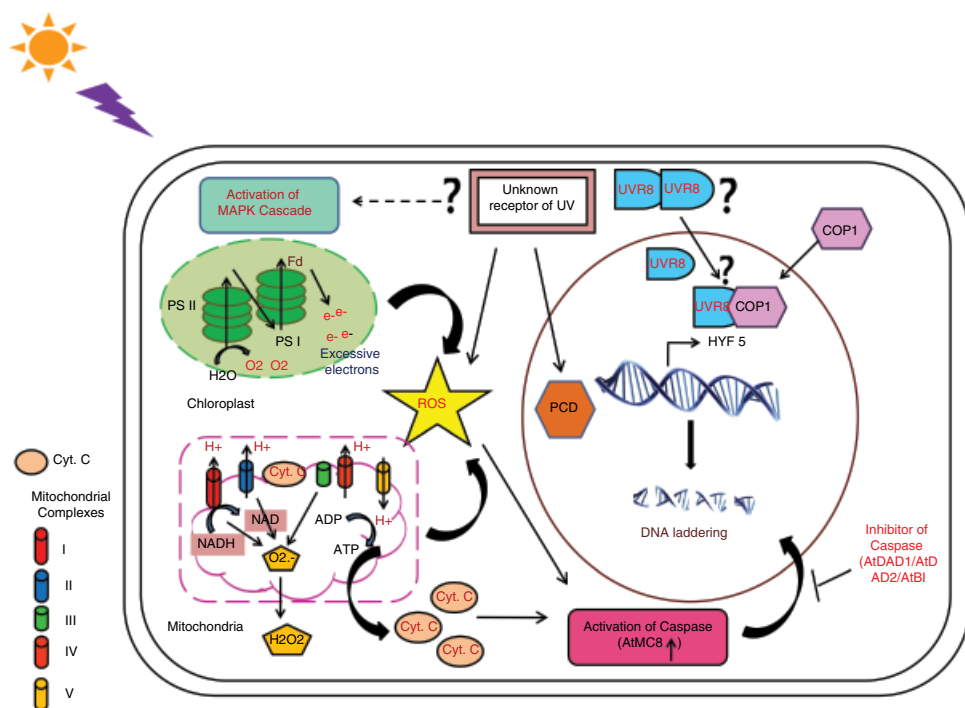 Activation of
MAPK Cascade
?
Unknown
receptor of UV
UVR8 UVR8
?
COP1
UVR8
?
UVR8 COP1
HYF 5
PS II
Fd
e- e-
e- e-
PS I
Excessive
electrons
H2O
O2 O2
Chloroplast
ROS
PCD
Cyt. C
Mitochondrial
Complexes
I
II
III
IV
V
H+ H+ H+
Cyt. C
NAD
ADP
H+
NADH
ATP
O2.-
Mitochondria
H2O2
Cyt. C
Cyt. C
Cyt. C
DNA laddering
Inhibitor of
Caspase
(AtDAD1/AtD
AD2/AtBI
Activation of Caspase
(AtMC8 )